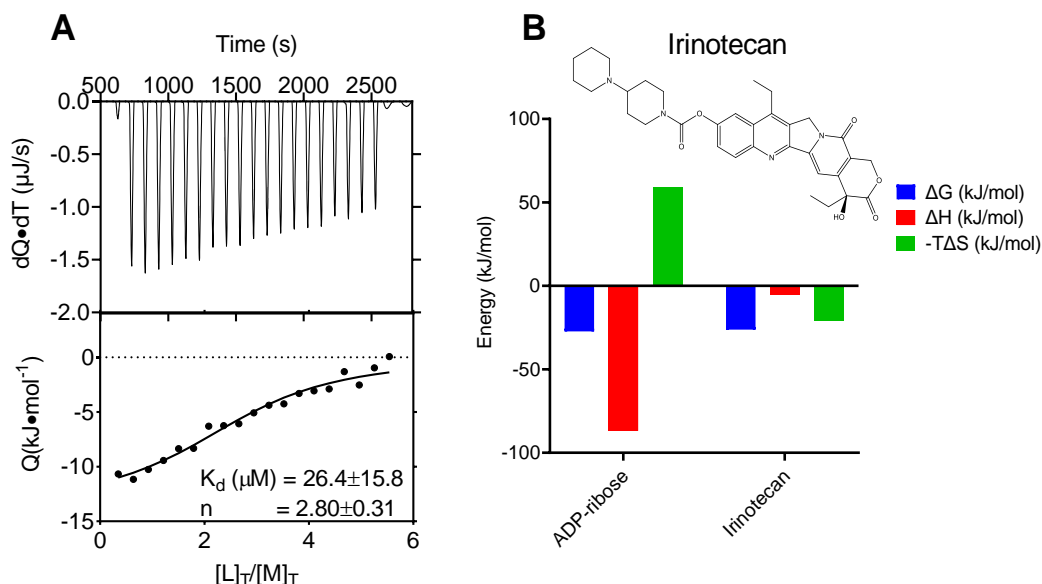 A
Time (s)
500 1000 1500 2000 2500
0.0
-0.5
-1.0
-1.5
-2.0
dQ•dT (µJ/s)
0
-5
-10
-15
Q(kJ•mol⁻¹)
K_d (µM) = 26.4±15.8
n = 2.80±0.31
0 2 4 6
[L]_T/[M]_T
B
Irinotecan
N
N
O
O
N
N
O
O
O
HO
100
50
0
-50
-100
Energy (kJ/mol)
ΔG (kJ/mol)
ΔH (kJ/mol)
-TΔS (kJ/mol)
ADP-ribose
Irinotecan